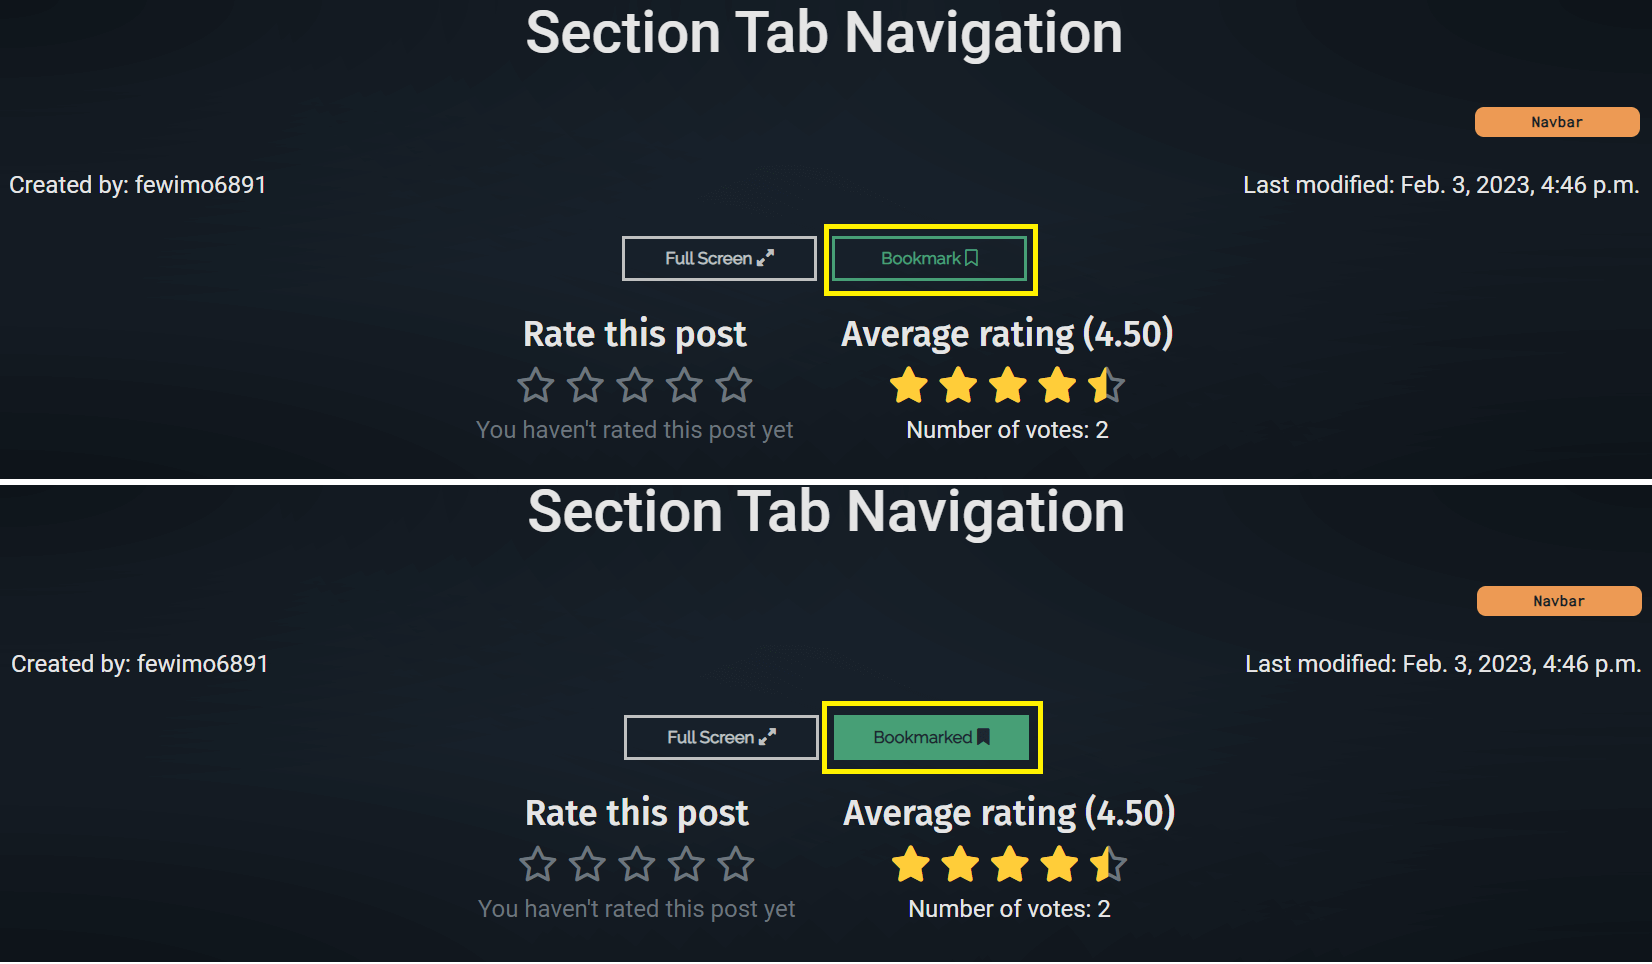 Section Tab Navigation
Navbar
Created by: fewimo6891
Last modified: Feb. 3, 2023, 4:46 p.m.
Full Screen
Bookmark
Rate this post
Average rating (4.50)
You haven't rated this post yet
Number of votes: 2
Section Tab Navigation
Navbar
Created by: fewimo6891
Last modified: Feb. 3, 2023, 4:46 p.m.
Full Screen
Bookmarked
Rate this post
Average rating (4.50)
You haven't rated this post yet
Number of votes: 2